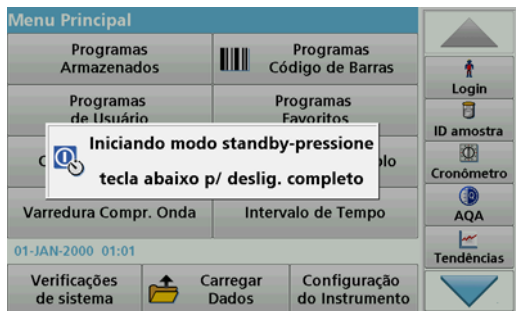 Menu Principal
Programas
Armazenados
Programas
Código de Barras
Programas
de Usuário
Programas
Favoritos
Iniciando modo standby-pressione
tecla abaixo p/ deslig. completo
Varredura Compr. Onda
Intervalo de Tempo
01-JAN-2000 01:01
Verificações
de sistema
Carregar
Dados
Configuração
do Instrumento
Login
ID amostra
Cronômetro
AQA
Tendências